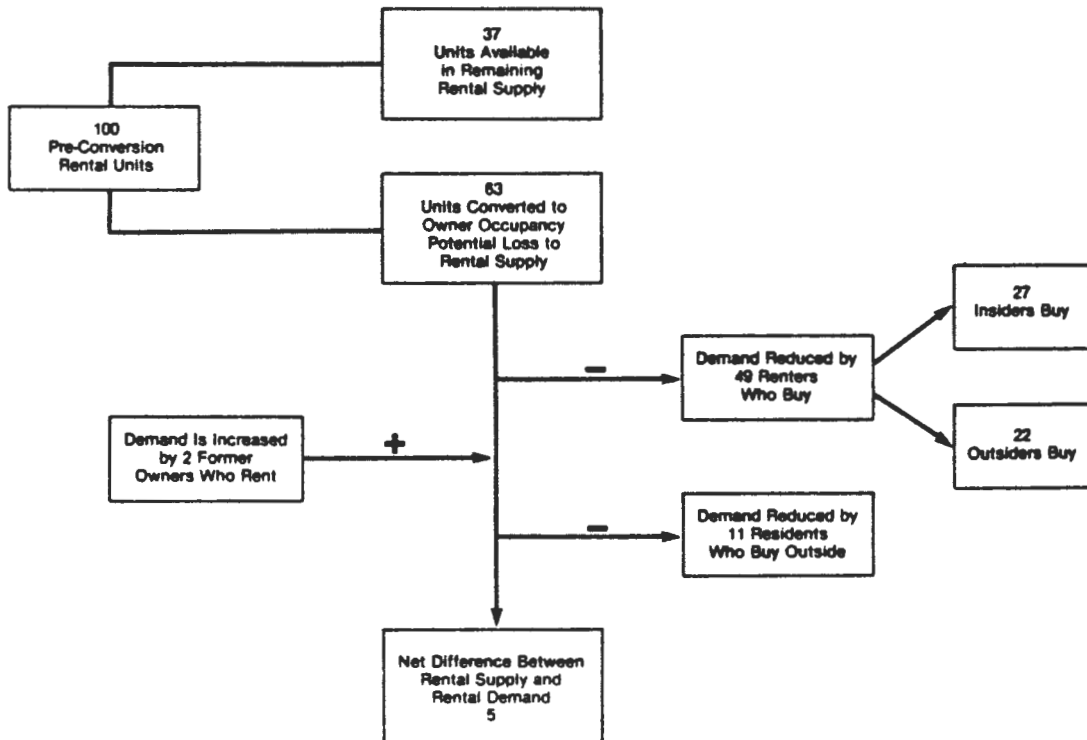 37
Units Available
in Remaining
Rental Supply
100
Pre-Conversion
Rental Units
63
Units Converted to
Owner Occupancy
Potential Loss to
Rental Supply
27
Insiders Buy
–
Demand Reduced by
49 Renters
Who Buy
22
Outsiders Buy
Demand Is Increased
by 2 Former
Owners Who Rent
+
–
Demand Reduced by
11 Residents
Who Buy Outside
Net Difference Between
Rental Supply and
Rental Demand
5